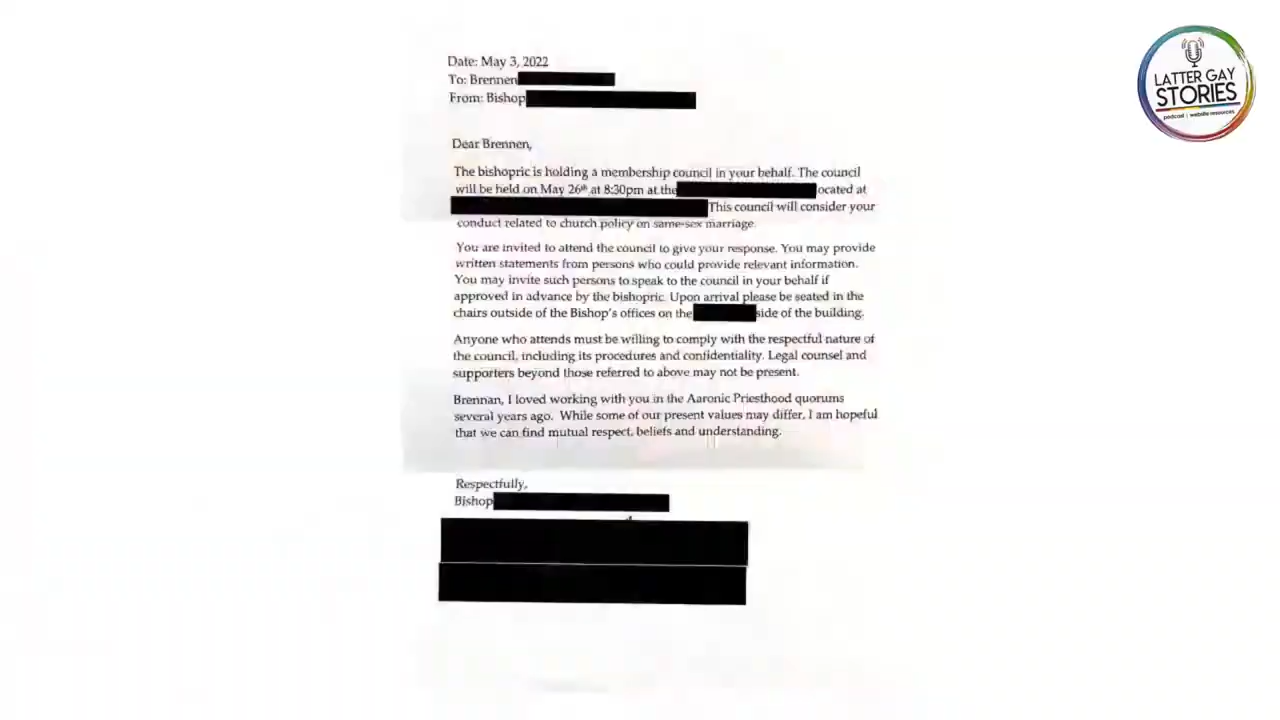 Date: May 3, 2022
To: Brennen
From: Bishop
Dear Brennen,
The bishopric is holding a membership council in your behalf. The council
will be held on May 26th at 8:30pm at the ocated at
This council will consider your
conduct related to church policy on same-sex marriage.
You are invited to attend the council to give your response. You may provide
written statements from persons who could provide relevant information.
You may invite such persons to speak to the council in your behalf if
approved in advance by the bishopric. Upon arrival please be seated in the
chairs outside of the Bishop's offices on the side of the building.
Anyone who attends must be willing to comply with the respectful nature of
the council, including its procedures and confidentiality. Legal counsel and
supporters beyond those referred to above may not be present.
Brennan, I loved working with you in the Aaronic Priesthood quorums
several years ago. While some of our present values may differ, I am hopeful
that we can find mutual respect, beliefs and understanding.
Respectfully,
Bishop
LATTER GAY
STORIES
podcast | website resources